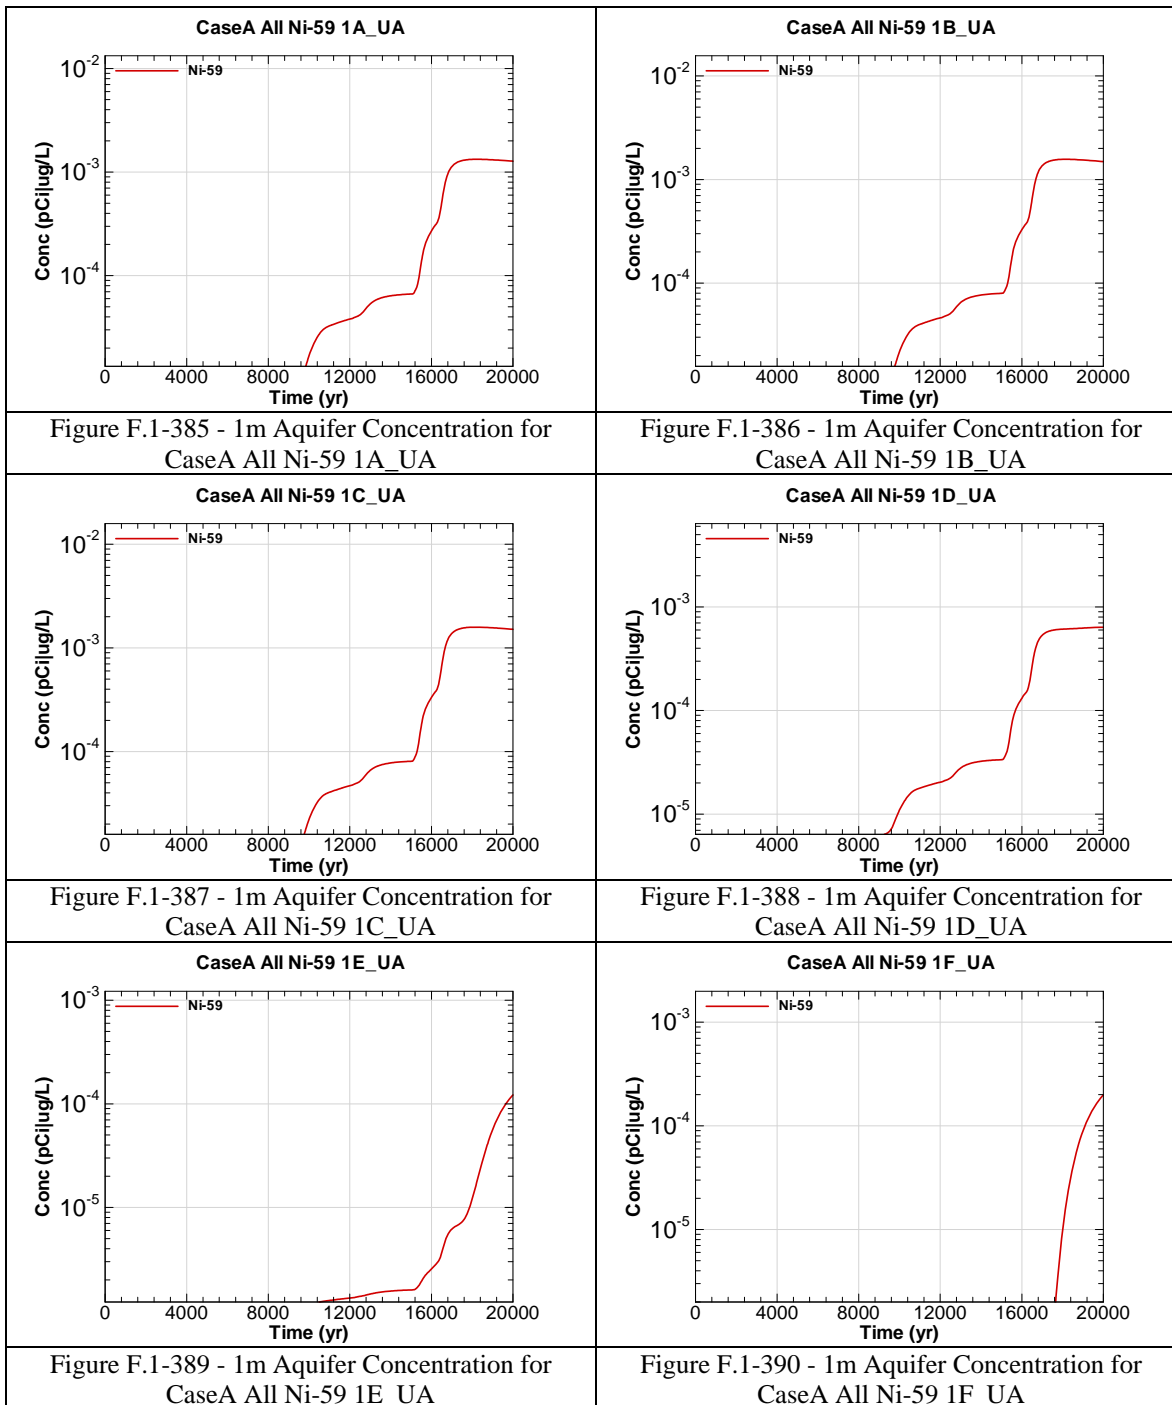 CaseA All Ni-59 1A_UA
Ni-59
10-2
10-3
10-4
Conc (pCi|ug/L)
0 4000 8000 12000 16000 20000
Time (yr)
Figure F.1-385 - 1m Aquifer Concentration for
CaseA All Ni-59 1A_UA
CaseA All Ni-59 1B_UA
Ni-59
10-2
10-3
10-4
Conc (pCi|ug/L)
0 4000 8000 12000 16000 20000
Time (yr)
Figure F.1-386 - 1m Aquifer Concentration for
CaseA All Ni-59 1B_UA
CaseA All Ni-59 1C_UA
Ni-59
10-2
10-3
10-4
Conc (pCi|ug/L)
0 4000 8000 12000 16000 20000
Time (yr)
Figure F.1-387 - 1m Aquifer Concentration for
CaseA All Ni-59 1C_UA
CaseA All Ni-59 1D_UA
Ni-59
10-3
10-4
10-5
Conc (pCi|ug/L)
0 4000 8000 12000 16000 20000
Time (yr)
Figure F.1-388 - 1m Aquifer Concentration for
CaseA All Ni-59 1D_UA
CaseA All Ni-59 1E_UA
Ni-59
10-3
10-4
10-5
Conc (pCi|ug/L)
0 4000 8000 12000 16000 20000
Time (yr)
Figure F.1-389 - 1m Aquifer Concentration for
CaseA All Ni-59 1E_UA
CaseA All Ni-59 1F_UA
Ni-59
10-3
10-4
10-5
Conc (pCi|ug/L)
0 4000 8000 12000 16000 20000
Time (yr)
Figure F.1-390 - 1m Aquifer Concentration for
CaseA All Ni-59 1F_UA